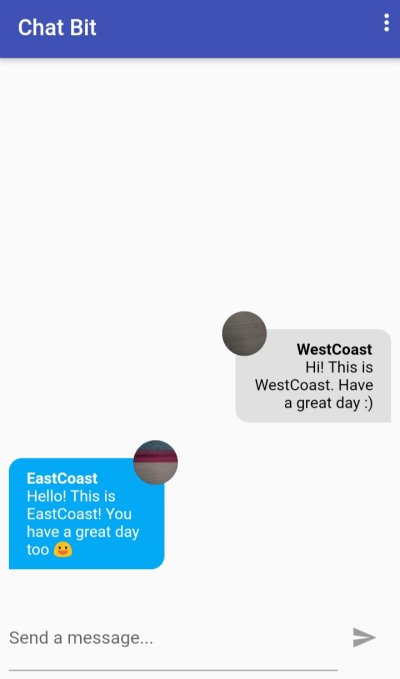 Chat Bit
WestCoast
Hi! This is
WestCoast. Have
a great day :)
EastCoast
Hello! This is
EastCoast! You
have a great day
too 😃
Send a message...